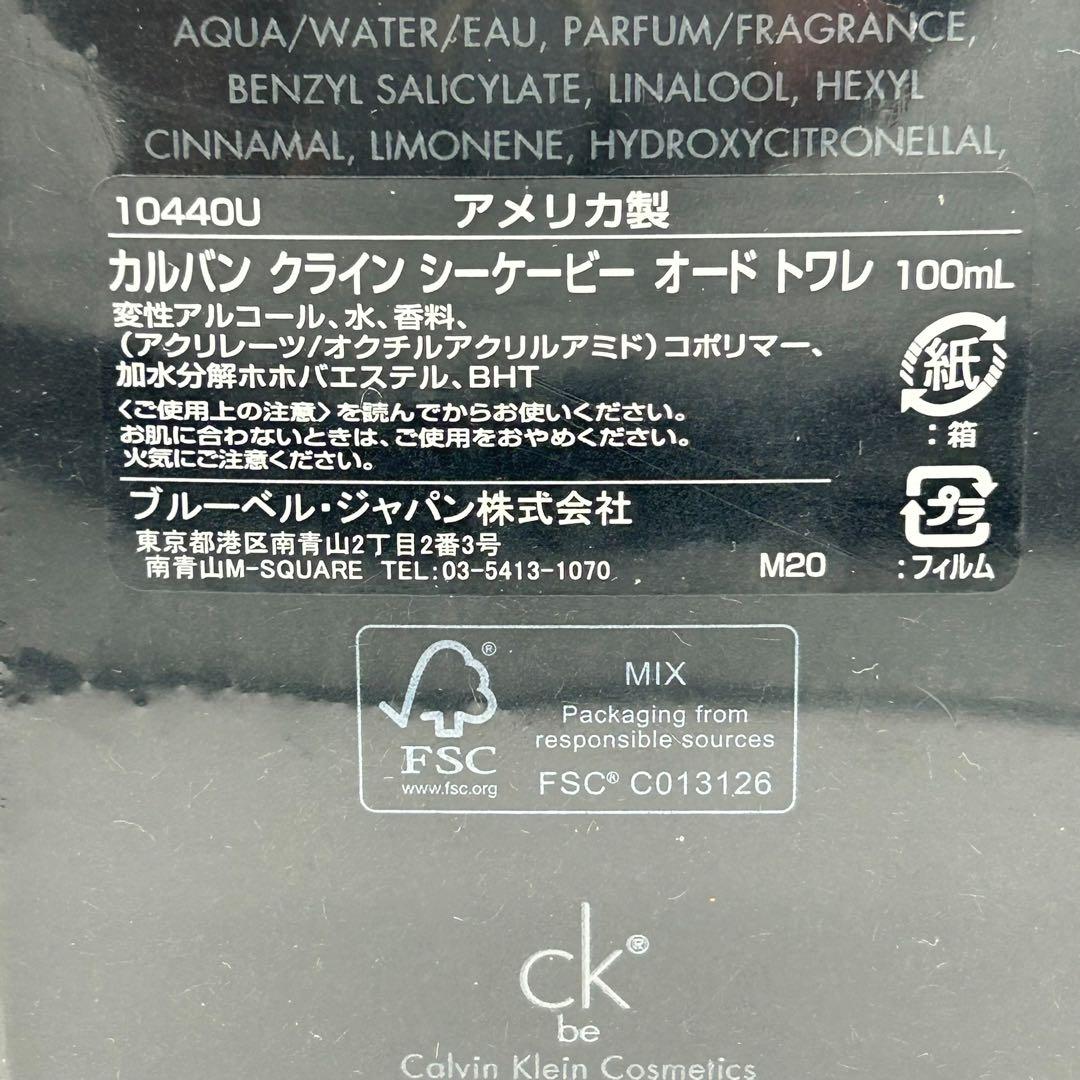 AQUA/WATER/EAU, PARFUM/FRAGRANCE,
BENZYL SALICYLATE, LINALOOL, HEXYL
CINNAMAL, LIMONENE, HYDROXYCITRONELLAL,
10440U アメリカ製
カルバン クライン シーケービー オード トワレ 100mL
変性アルコール、水、香料、
(アクリレーツ/オクチルアクリルアミド)コポリマー、
加水分解ホホバエステル、BHT
〈ご使用上の注意〉を読んでからお使いください。
お肌に合わないときは、ご使用をおやめください。
火気にご注意ください。
紙
:箱
ブルーベル・ジャパン株式会社
東京都港区南青山2丁目2番3号
南青山M-SQUARE TEL:03-5413-1070
M20
プラ
:フィルム
FSC
www.fsc.org
MIX
Packaging from
responsible sources
FSC® C013126
ck®
be
Calvin Klein Cosmetics